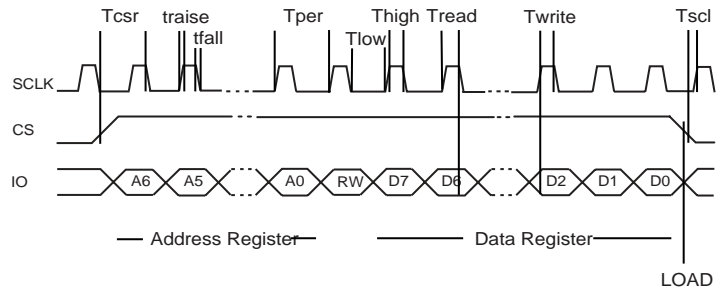 Tcsr traise Tper Thigh Tread Twrite Tscl
tfall Tlow
SCLK
CS
IO A6 A5 A0 RW D7 D6 D2 D1 D0
Address Register Data Register
LOAD